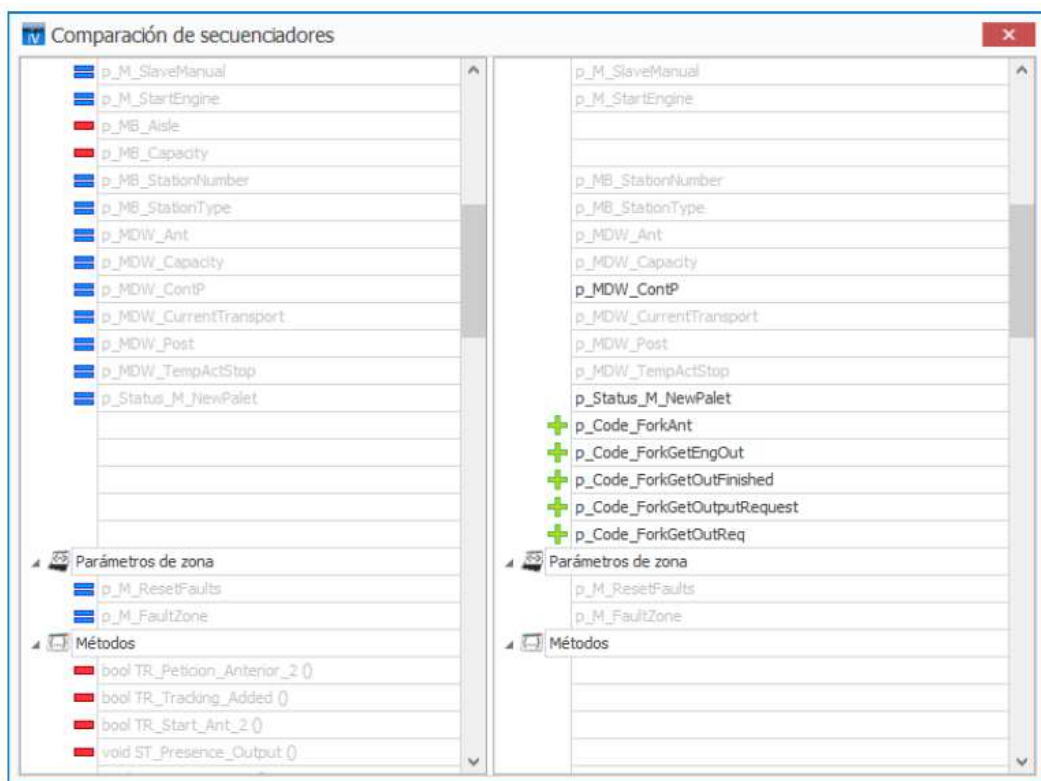 Comparación de secuenciadores
p_M_SlaveManual p_M_SlaveManual
p_M_StartEngine p_M_StartEngine
p_MB_Aisle
p_MB_Capacity
p_MB_StationNumber p_MB_StationNumber
p_MB_StationType p_MB_StationType
p_MDW_Ant p_MDW_Ant
p_MDW_Capacity p_MDW_Capacity
p_MDW_ContP p_MDW_ContP
p_MDW_CurrentTransport p_MDW_CurrentTransport
p_MDW_Post p_MDW_Post
p_MDW_TempActStop p_MDW_TempActStop
p_Status_M_NewPalet p_Status_M_NewPalet
p_Code_ForkAnt
p_Code_ForkGetEngOut
p_Code_ForkGetOutFinished
p_Code_ForkGetOutputRequest
p_Code_ForkGetOutReq
Parámetros de zona Parámetros de zona
p_M_ResetFaults p_M_ResetFaults
p_M_FaultZone p_M_FaultZone
Métodos Métodos
bool TR_Peticion_Anterior_2 ()
bool TR_Tracking_Added ()
bool TR_Start_Ant_2 ()
void ST_Presence_Output ()